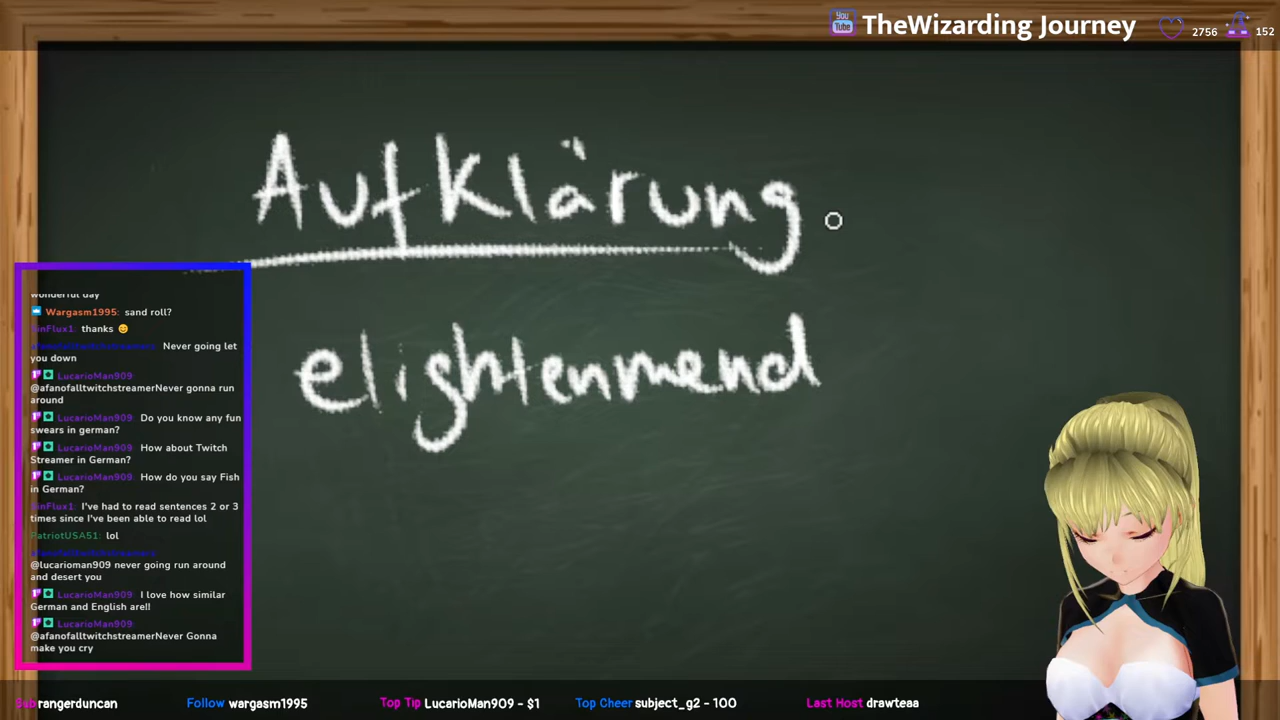 You Tube TheWizarding Journey 2756 152
Aufklärung
elightenmend
wonderful day
Wargasm1995: sand roll?
thanks 😊
Never going let
you down
LucarioMan909
@afanofalltwitchstreamerNever gonna run
around
LucarioMan909: Do you know any fun
swears in german?
LucarioMan909: How about Twitch
Streamer in German?
LucarioMan909: How do you say Fish
in German?
I've had to read sentences 2 or 3
times since I've been able to read lol
PatriotUSA51: lol
@lucarioman909 never going run around
and desert you
LucarioMan909: I love how similar
German and English are!!
LucarioMan909:
@afanofalltwitchstreamerNever Gonna
make you cry
Sub rangerduncan Follow wargasm1995 Top Tip LucarioMan909 - $1 Top Cheer subject_g2 - 100 Last Host drawteaa